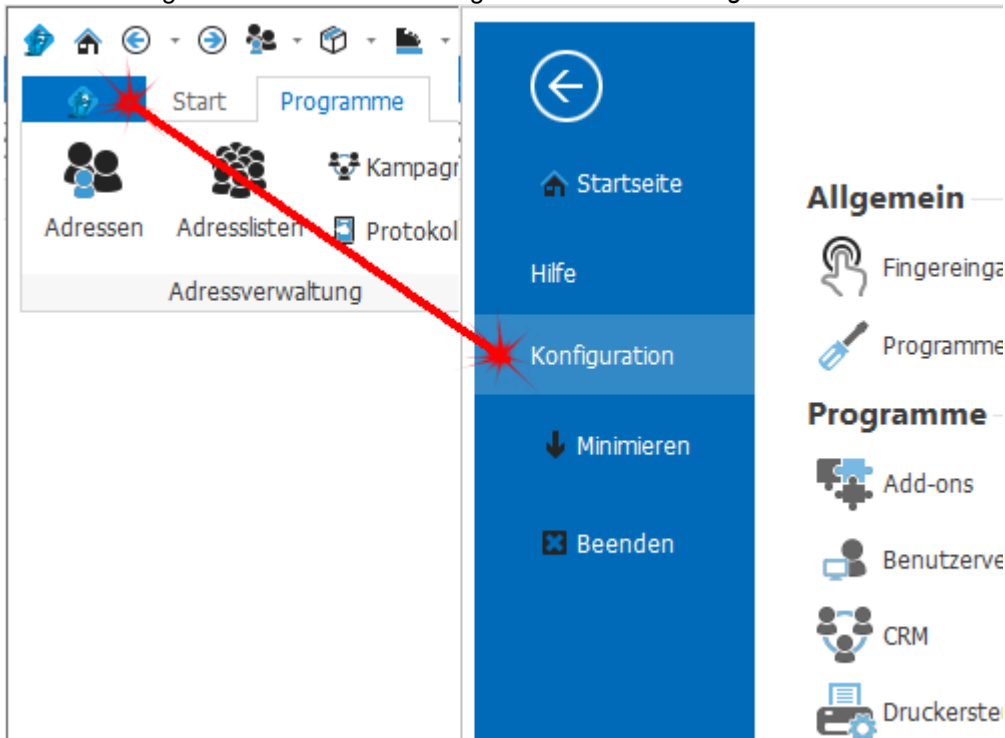 Start Programme
Kampagn
Adressen Adresslisten Protokol
Adressverwaltung
Startseite
Hilfe
Konfiguration
Minimieren
Beenden
Allgemein
Fingereinga
Programme
Programme
Add-ons
Benutzerve
CRM
Druckerste